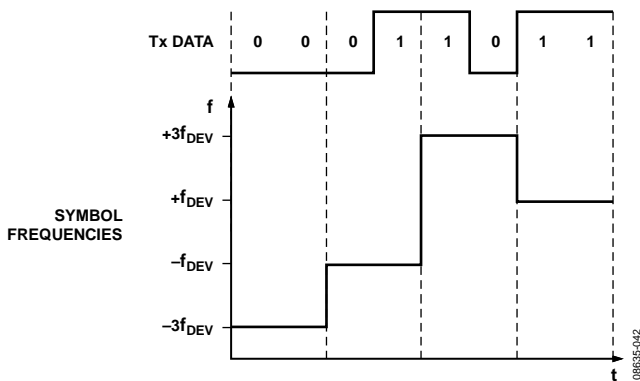 Tx DATA 0 0 0 1 1 0 1 1
f
+3fDEV
+fDEV
SYMBOL
FREQUENCIES
–fDEV
–3fDEV
t
08635-042